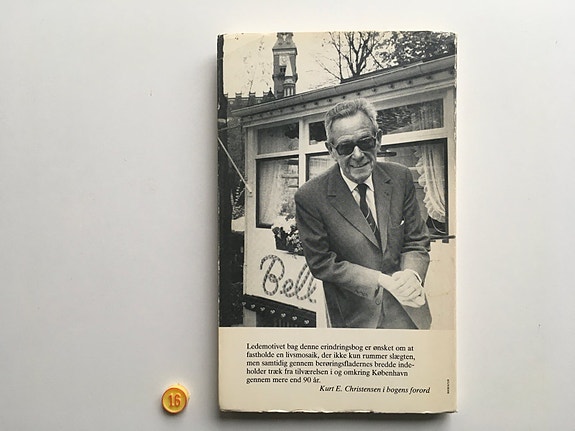 Bell
Ledemotivet bag denne erindringsbog er ønsket om at
fastholde en livsmosaik, der ikke kun rummer slægten,
men samtidig gennem berøringsfladernes bredde inde-
holder træk fra tilværelsen i og omkring København
gennem mere end 90 år.
Kurt E. Christensen i bogens forord
16